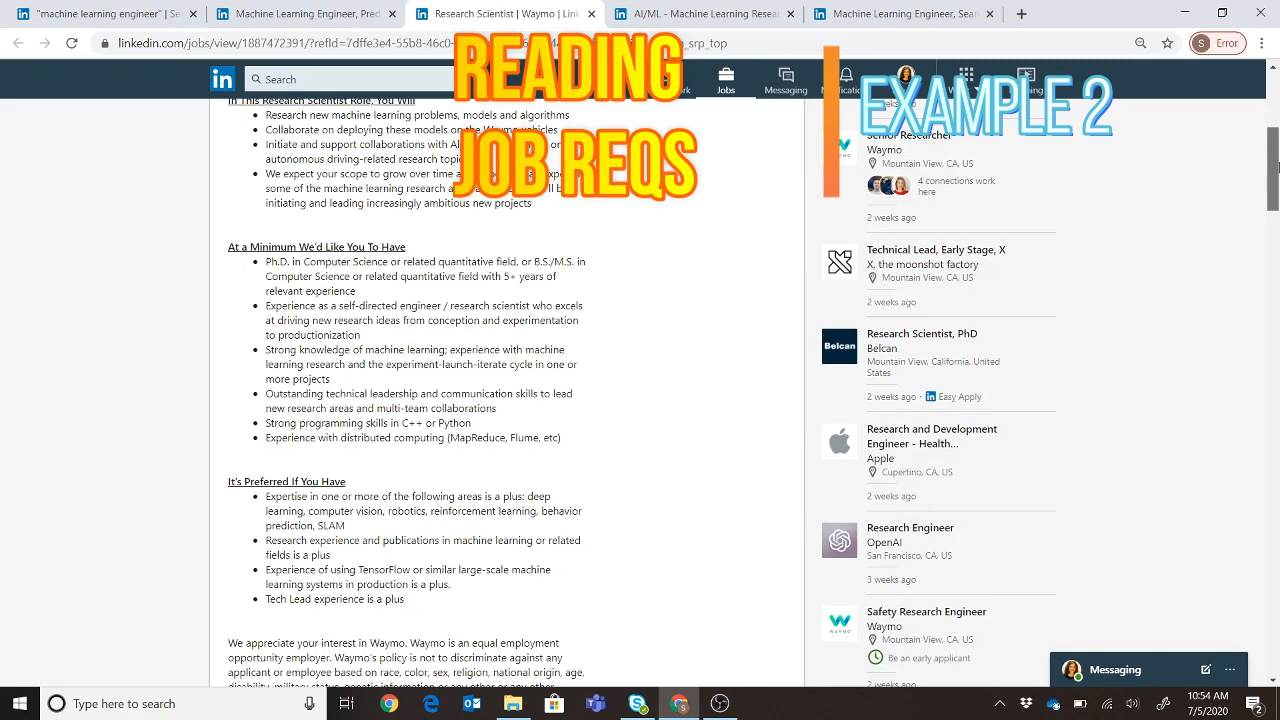 "machine learning engineer" | Se
Machine Learning Engineer, Pred
Research Scientist | Waymo | Link
AI/ML - Machine Learning Resear
Machine Learning Engineer, Searc
linkedin.com/jobs/view/1887472391/?refId=7dffe3e4-55b8-46c0-
_srp_top
S Error
in
Search
Jobs
Messaging
READING
JOB REQS
EXAMPLE 2
In This Research Scientist Role, You Will
Research new machine learning problems, models and algorithms
Collaborate on deploying these models on the Waymo vehicles
Initiate and support collaborations with
autonomous driving-related research
We expect your scope to grow over time
some of the machine learning research
initiating and leading increasingly ambitious new projects
At a Minimum We'd Like You To Have
Ph.D. in Computer Science or related quantitative field, or B.S./M.S. in
Computer Science or related quantitative field with 5+ years of
relevant experience
Experience as a self-directed engineer / research scientist who excels
at driving new research ideas from conception and experimentation
to productionization
Strong knowledge of machine learning; experience with machine
learning research and the experiment-launch-iterate cycle in one or
more projects
Outstanding technical leadership and communication skills to lead
new research areas and multi-team collaborations
Strong programming skills in C++ or Python
Experience with distributed computing (MapReduce, Flume, etc)
It's Preferred If You Have
Expertise in one or more of the following areas is a plus: deep
learning, computer vision, robotics, reinforcement learning, behavior
prediction, SLAM
Research experience and publications in machine learning or related
fields is a plus
Experience of using TensorFlow or similar large-scale machine
learning systems in production is a plus.
Tech Lead experience is a plus
We appreciate your interest in Waymo. Waymo is an equal employment
opportunity employer. Waymo's policy is not to discriminate against any
applicant or employee based on race, color, sex, religion, national origin, age,
weeks ago
Senior Researcher
Waymo
Mountain View, CA, US
4 connections work
here
2 weeks ago
Technical Lead, Early Stage, X
X, the moonshot factory
Mountain View, CA, US
2 weeks ago
Belcan
Research Scientist, PhD
Belcan
Mountain View, California, United
States
2 weeks ago · in Easy Apply
Research and Development
Engineer - Health...
Apple
Cupertino, CA, US
2 weeks ago
Research Engineer
OpenAI
San Francisco, CA, US
3 weeks ago
WAYMO
Safety Research Engineer
Waymo
Mountain View, CA, US
Be an early applicant
2 weeks ago
Messaging
Type here to search
10:54 AM
7/5/2020
2